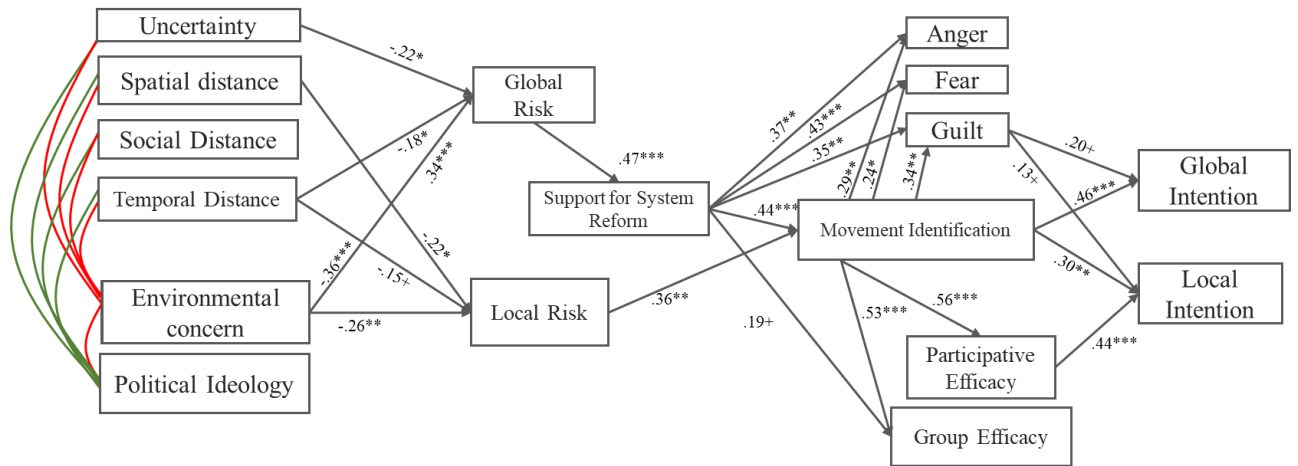 Uncertainty
Spatial distance
Social Distance
Temporal Distance
Environmental
concern
Political Ideology
-.22*
-.18*
.34***
-.36***
-.22*
-.15+
-.26**
Global
Risk
Local Risk
.47***
Support for System
Reform
.36**
.37**
.43***
.35**
.44***
.19+
.29**
.24*
.34**
Movement Identification
.53***
.56***
Anger
Fear
Guilt
Participative
Efficacy
Group Efficacy
.20+
.13+
.46***
.30**
.44***
Global
Intention
Local
Intention